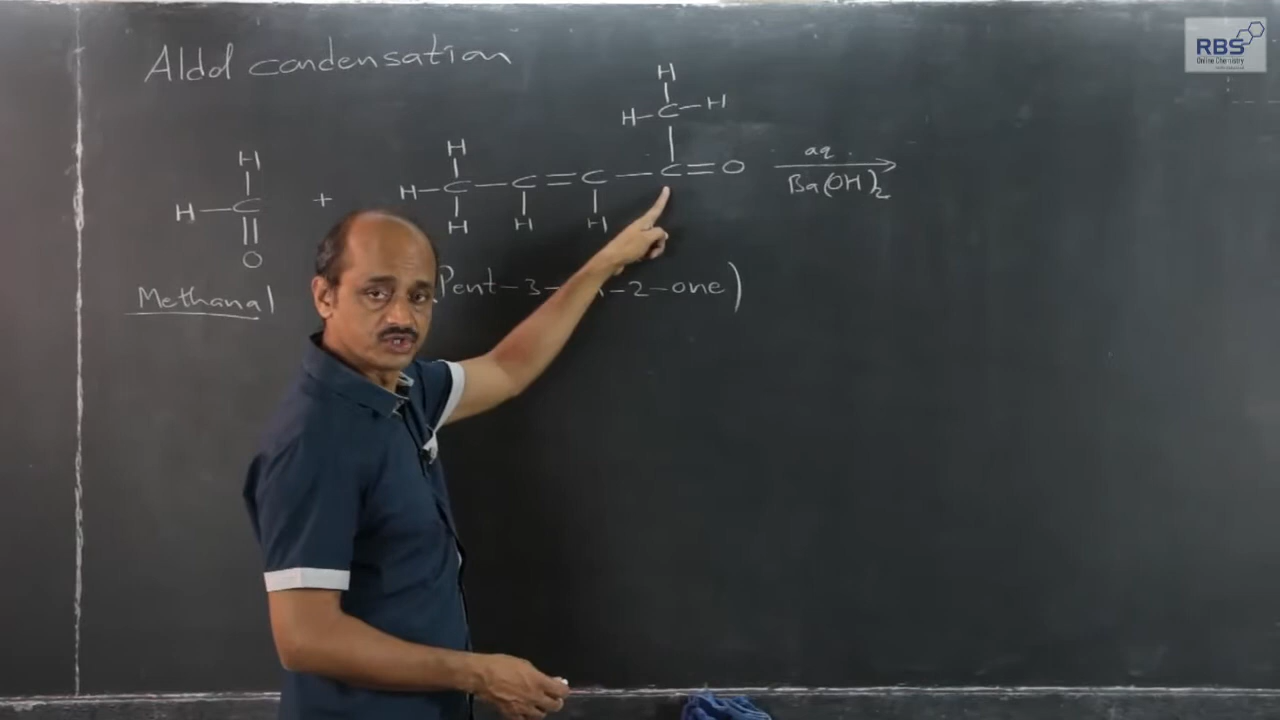 RBS
Online Chemistry
Aldol condensation
H
H-C-H
H H aq
H-C + H-C-C=C-C=O →
O H H H Ba(OH)2
Methanal Pent-3- -2-one)